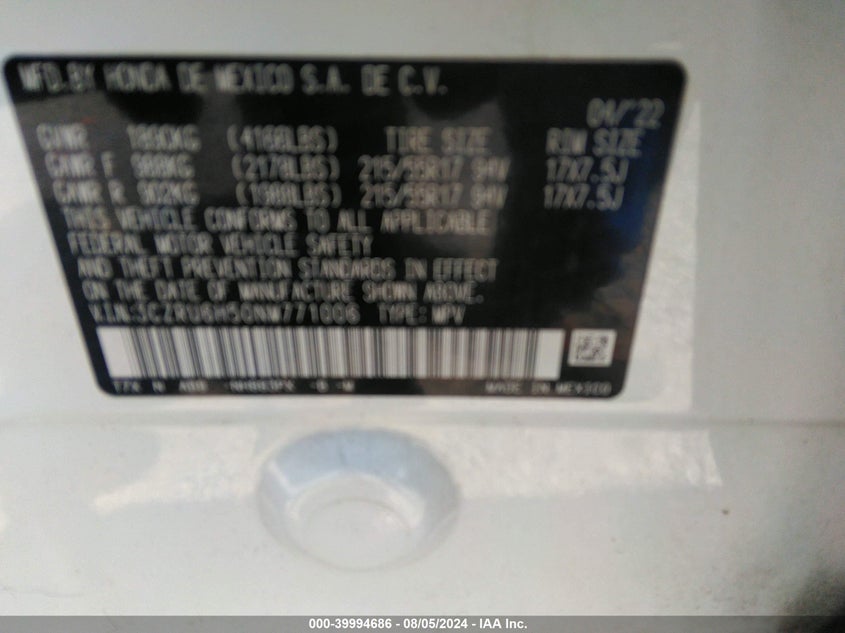 MFD.BY HONDA DE MEXICO S.A. DE C.V.
04/'22
GVWR 1890KG (4168LBS) TIRE SIZE RIM SIZE
GAWR F 988KG (2178LBS) 215/55R17 94V 17X7.5J
GAWR R 902KG (1988LBS) 215/55R17 94V 17X7.5J
THIS VEHICLE CONFORMS TO ALL APPLICABLE
FEDERAL MOTOR VEHICLE SAFETY
AND THEFT PREVENTION STANDARDS IN EFFECT
ON THE DATE OF MANUFACTURE SHOWN ABOVE.
V.I.N.:3CZRU6H50NM771006 TYPE: MPV
MADE IN MEXICO
000-39994686 - 08/05/2024 - IAA Inc.